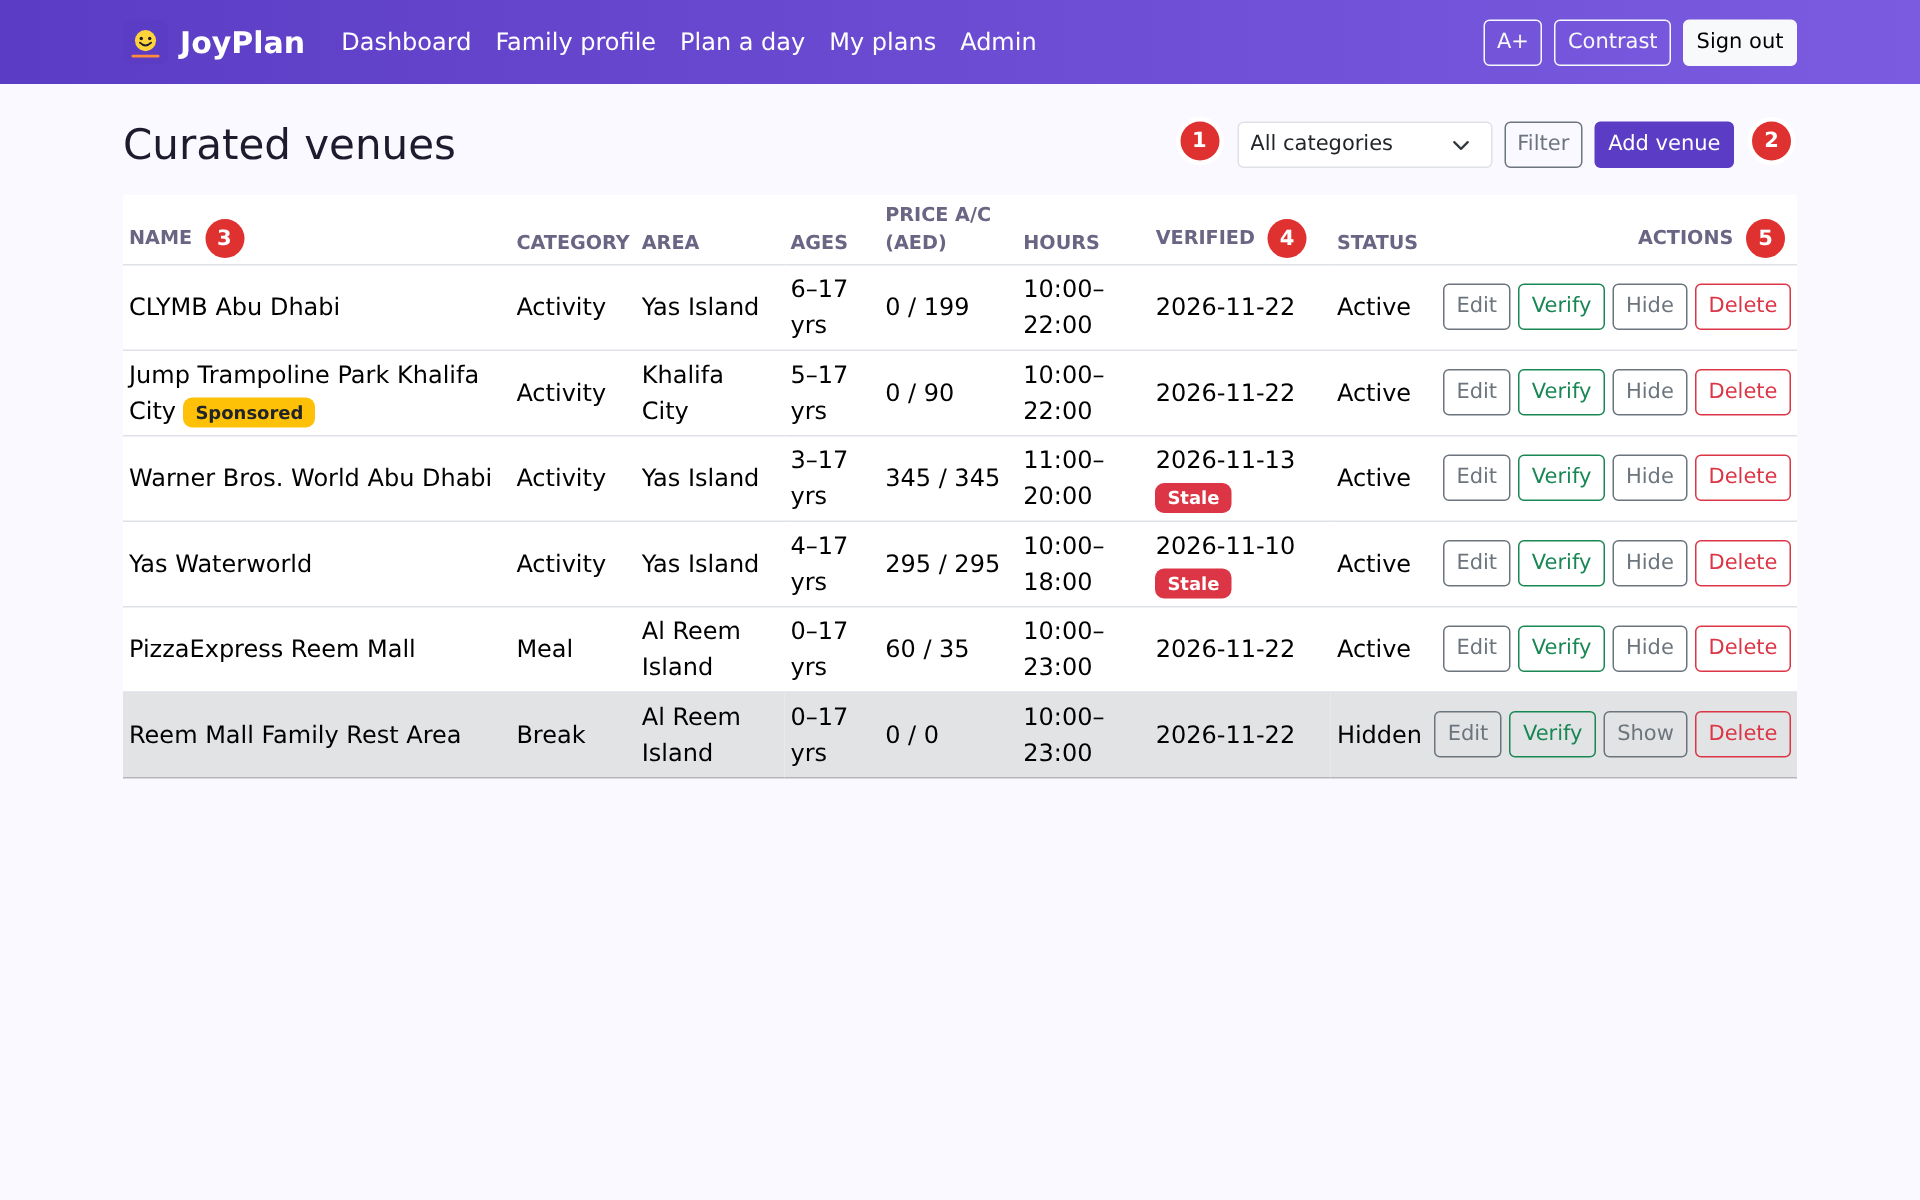 JoyPlan Dashboard Family profile Plan a day My plans Admin A+ Contrast Sign out
Curated venues 1 All categories Filter Add venue 2
NAME 3 CATEGORY AREA AGES PRICE A/C (AED) HOURS VERIFIED 4 STATUS ACTIONS 5
CLYMB Abu Dhabi Activity Yas Island 6–17 yrs 0 / 199 10:00–22:00 2026-11-22 Active Edit Verify Hide Delete
Jump Trampoline Park Khalifa City Sponsored Activity Khalifa City 5–17 yrs 0 / 90 10:00–22:00 2026-11-22 Active Edit Verify Hide Delete
Warner Bros. World Abu Dhabi Activity Yas Island 3–17 yrs 345 / 345 11:00–20:00 2026-11-13 Stale Active Edit Verify Hide Delete
Yas Waterworld Activity Yas Island 4–17 yrs 295 / 295 10:00–18:00 2026-11-10 Stale Active Edit Verify Hide Delete
PizzaExpress Reem Mall Meal Al Reem Island 0–17 yrs 60 / 35 10:00–23:00 2026-11-22 Active Edit Verify Hide Delete
Reem Mall Family Rest Area Break Al Reem Island 0–17 yrs 0 / 0 10:00–23:00 2026-11-22 Hidden Edit Verify Show Delete